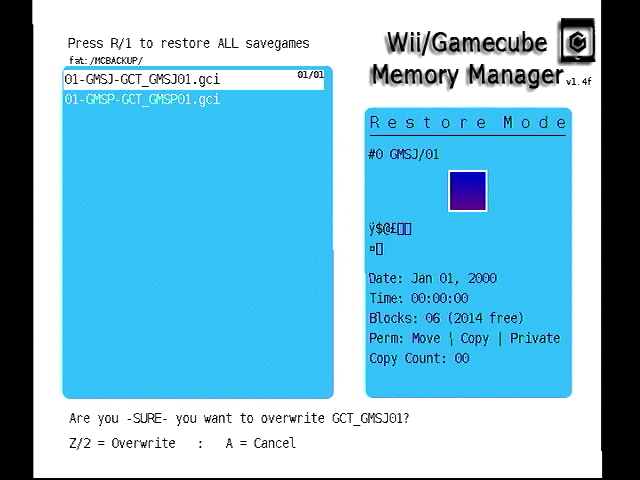 Press R/1 to restore ALL savegames
fat:/MCBACKUP/
01-GMSJ-GCT_GMSJ01.gci
01/01
01-GMSP-GCT_GMSP01.gci
Wii/Gamecube
Memory Manager
v1.4f
Restore Mode
#0 GMSJ/01
Date: Jan 01, 2000
Time: 00:00:00
Blocks: 06 (2014 free)
Perm: Move | Copy | Private
Copy Count: 00
Are you -SURE- you want to overwrite GCT_GMSJ01?
Z/2 = Overwrite : A = Cancel